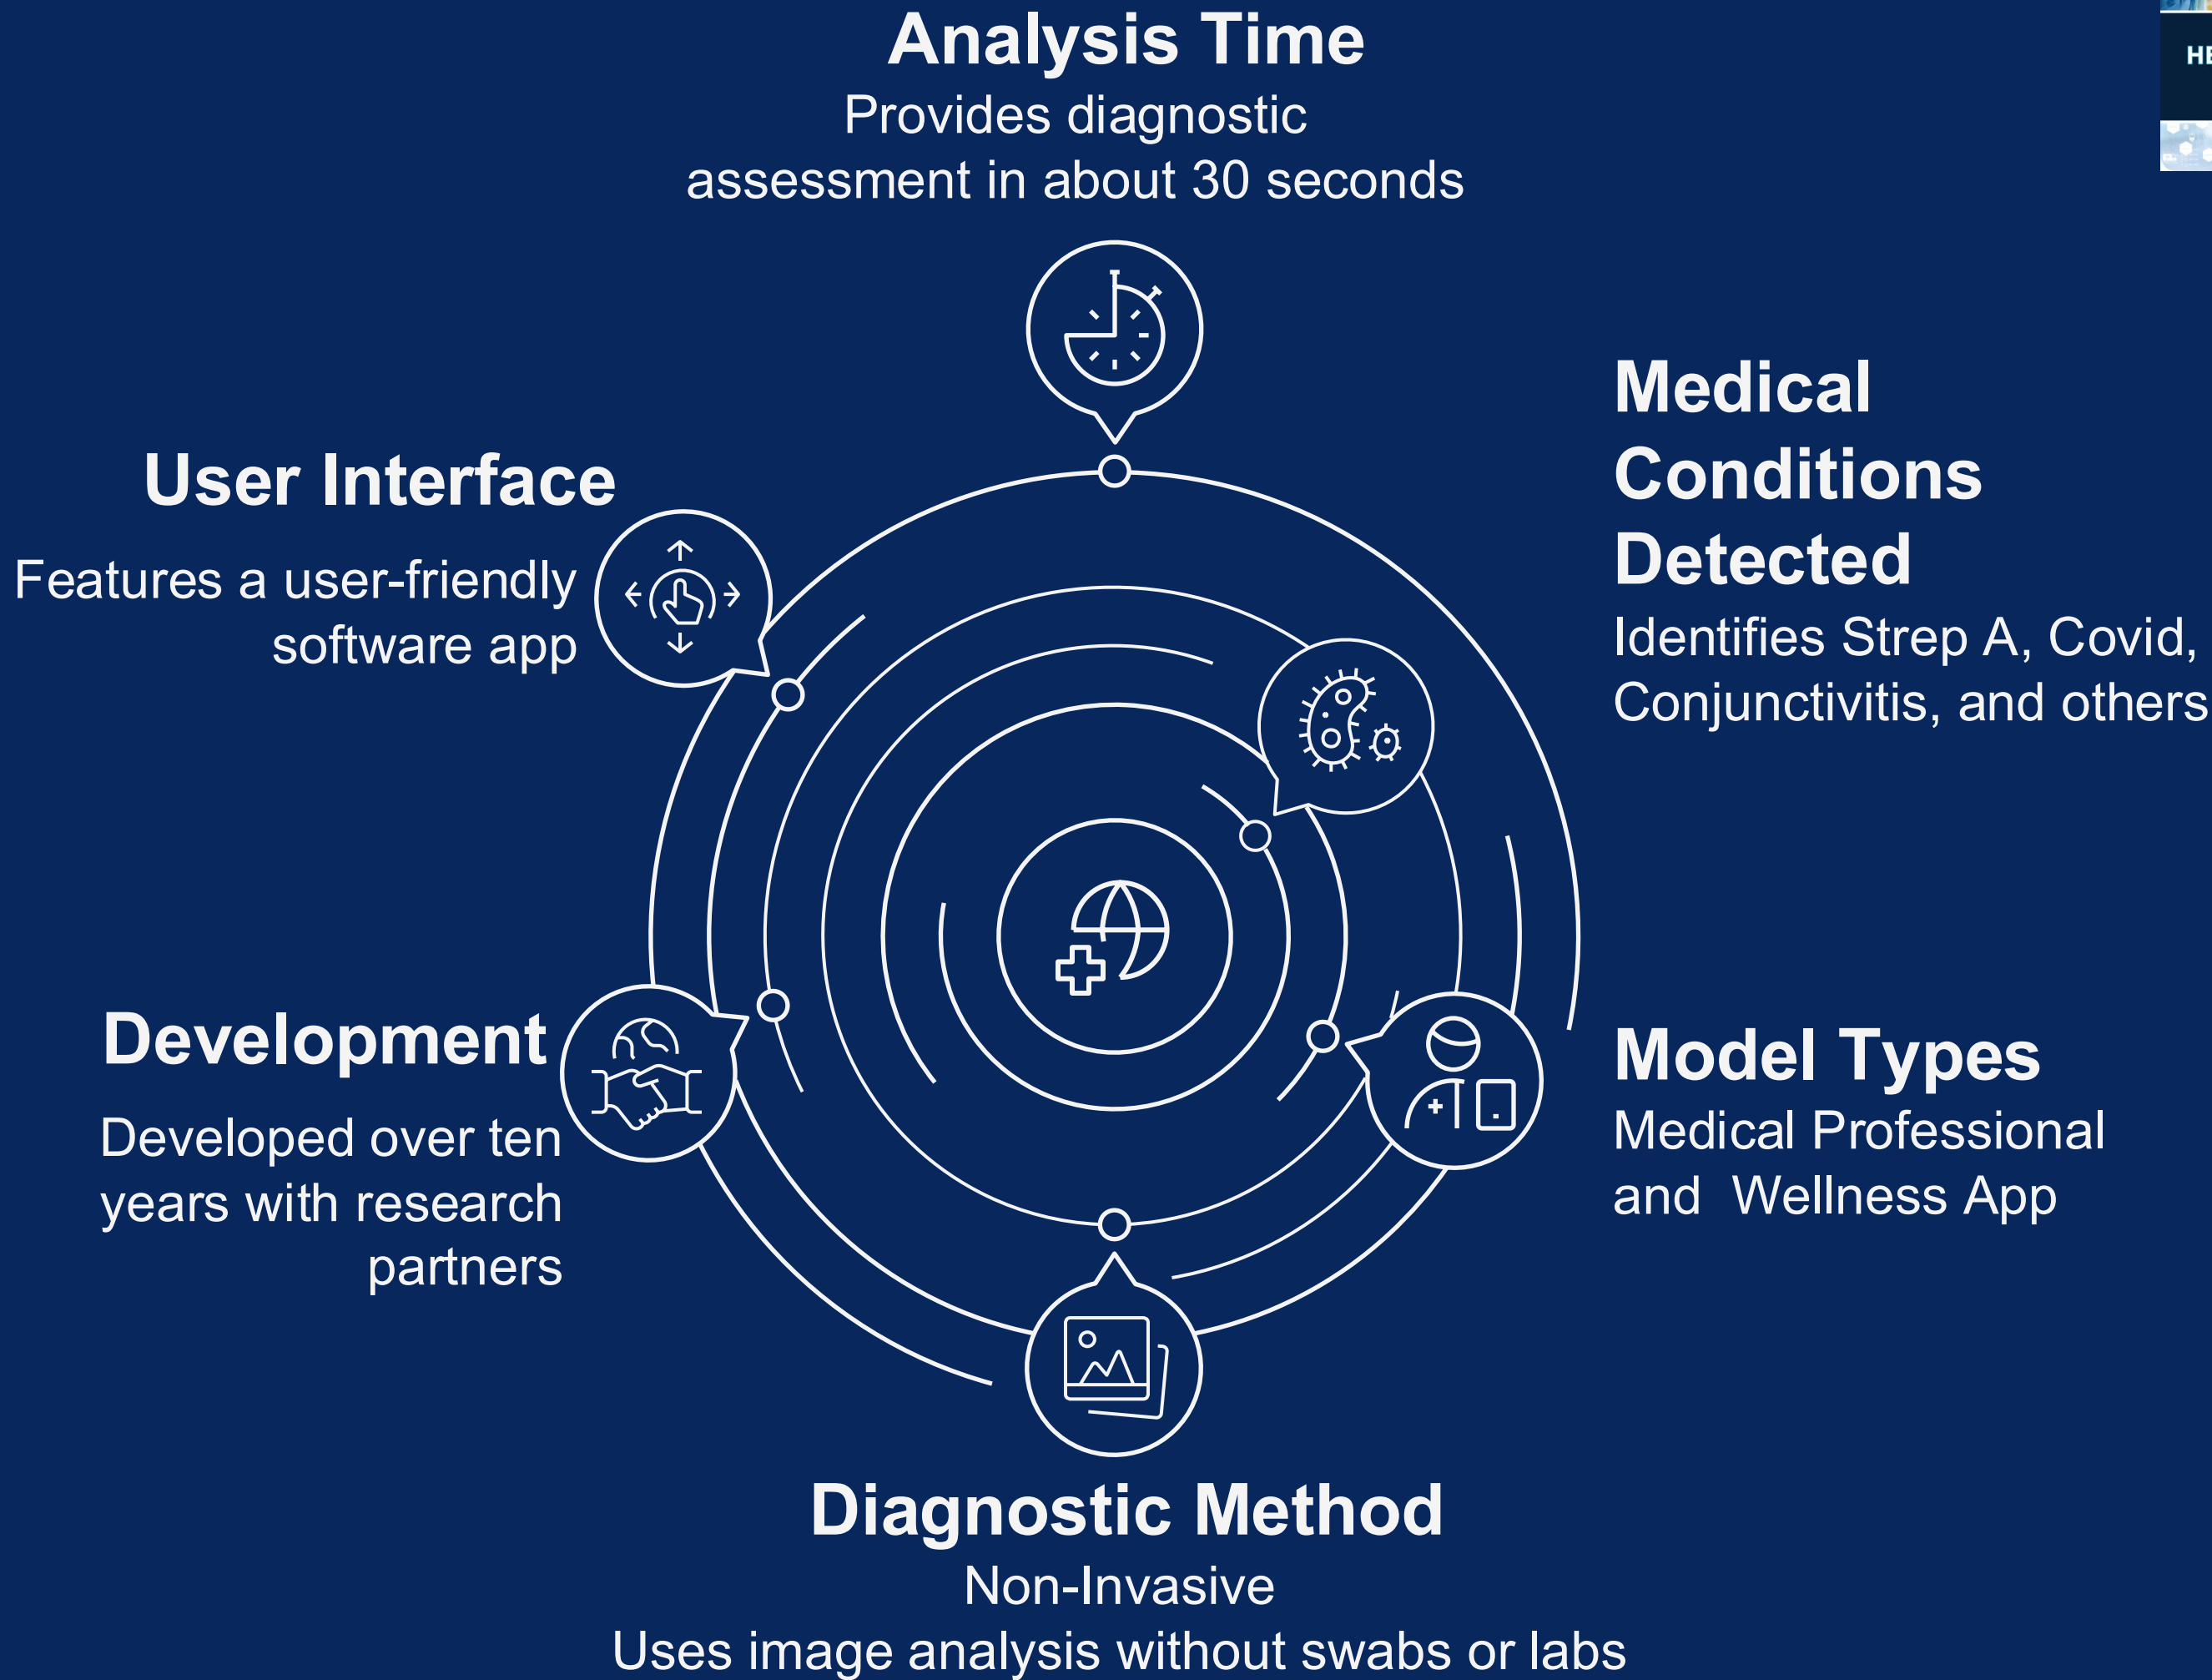 Analysis Time
Provides diagnostic
assessment in about 30 seconds
User Interface
Features a user-friendly
software app
Medical
Conditions
Detected
Identifies Strep A, Covid,
Conjunctivitis, and others
Development
Developed over ten
years with research
partners
Model Types
Medical Professional
and  Wellness App
Diagnostic Method
Non-Invasive
Uses image analysis without swabs or labs